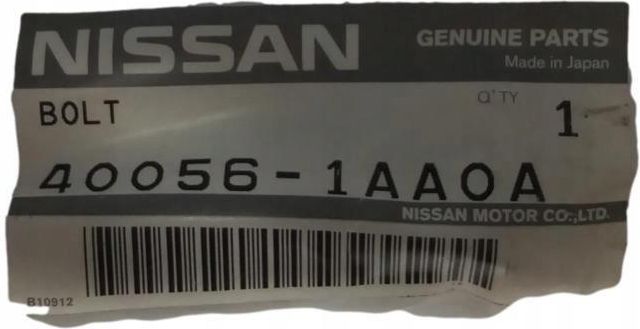 NISSAN
GENUINE PARTS
Made in Japan
BOLT
Q'TY 1
40056-1AA0A
NISSAN MOTOR CO.,LTD.
B10912